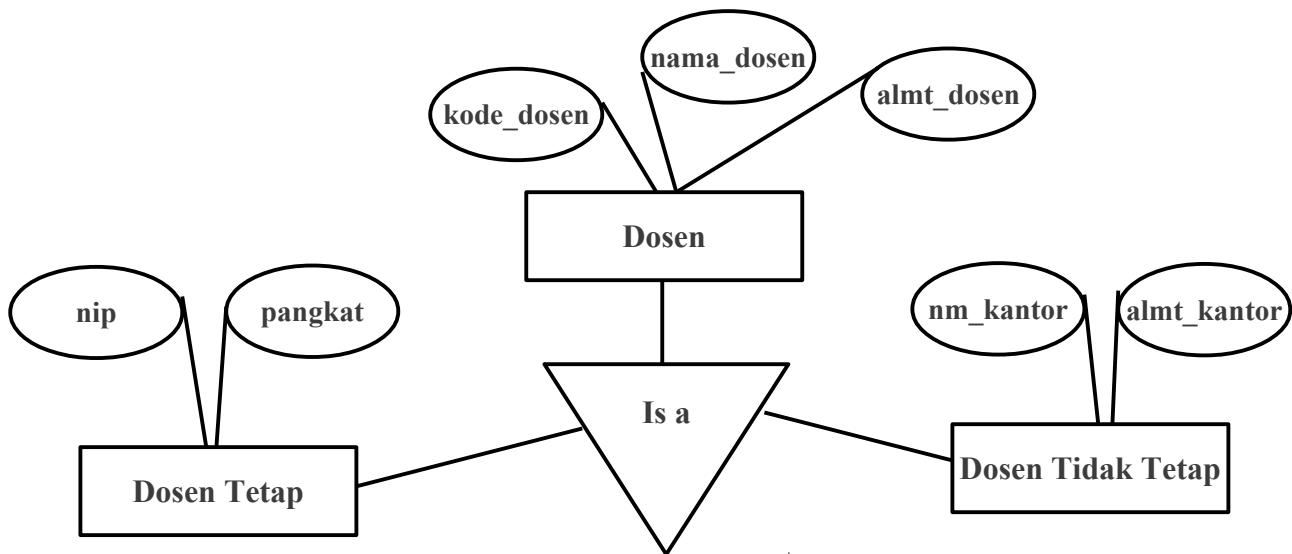 nama_dosen
kode_dosen
almt_dosen
Dosen
nip
pangkat
nm_kantor
almt_kantor
Is a
Dosen Tetap
Dosen Tidak Tetap